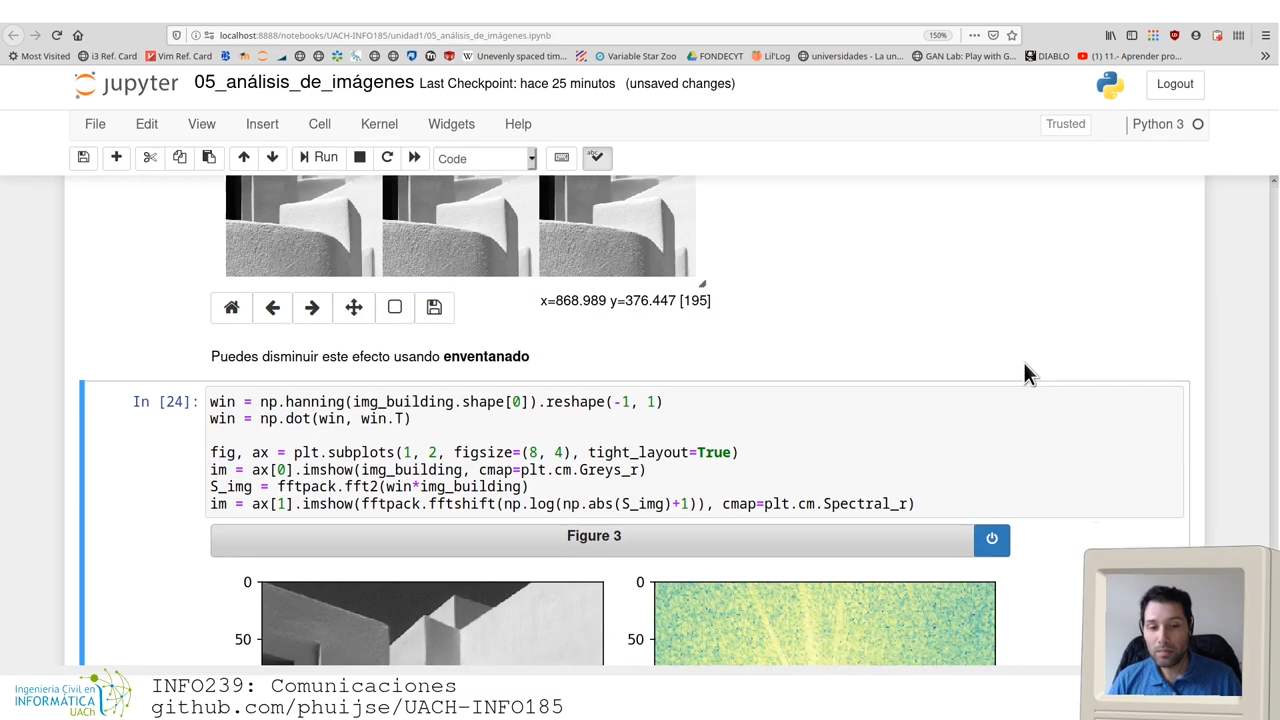 localhost:8888/notebooks/UACH-INFO185/unidad1/05_análisis_de_imágenes.ipynb
150%
Most Visited
i3 Ref. Card
Vim Ref. Card
Unevenly spaced tim...
Variable Star Zoo
FONDECYT
Lil'Log
universidades - La un...
GAN Lab: Play with G...
DIABLO
(1) 11.- Aprender pro...
jupyter
05_análisis_de_imágenes Last Checkpoint: hace 25 minutos (unsaved changes)
Logout
File Edit View Insert Cell Kernel Widgets Help
Trusted
Python 3
Run
Code
abc
x=868.989 y=376.447 [195]
Puedes disminuir este efecto usando enventanado
In [24]:
win = np.hanning(img_building.shape[0]).reshape(-1, 1)
win = np.dot(win, win.T)
fig, ax = plt.subplots(1, 2, figsize=(8, 4), tight_layout=True)
im = ax[0].imshow(img_building, cmap=plt.cm.Greys_r)
S_img = fftpack.fft2(win*img_building)
im = ax[1].imshow(fftpack.fftshift(np.log(np.abs(S_img)+1)), cmap=plt.cm.Spectral_r)
Figure 3
0
50
0
50
Ingeniería Civil en
INFORMÁTICA
UACh
INFO239: Comunicaciones
github.com/phuijse/UACH-INFO185